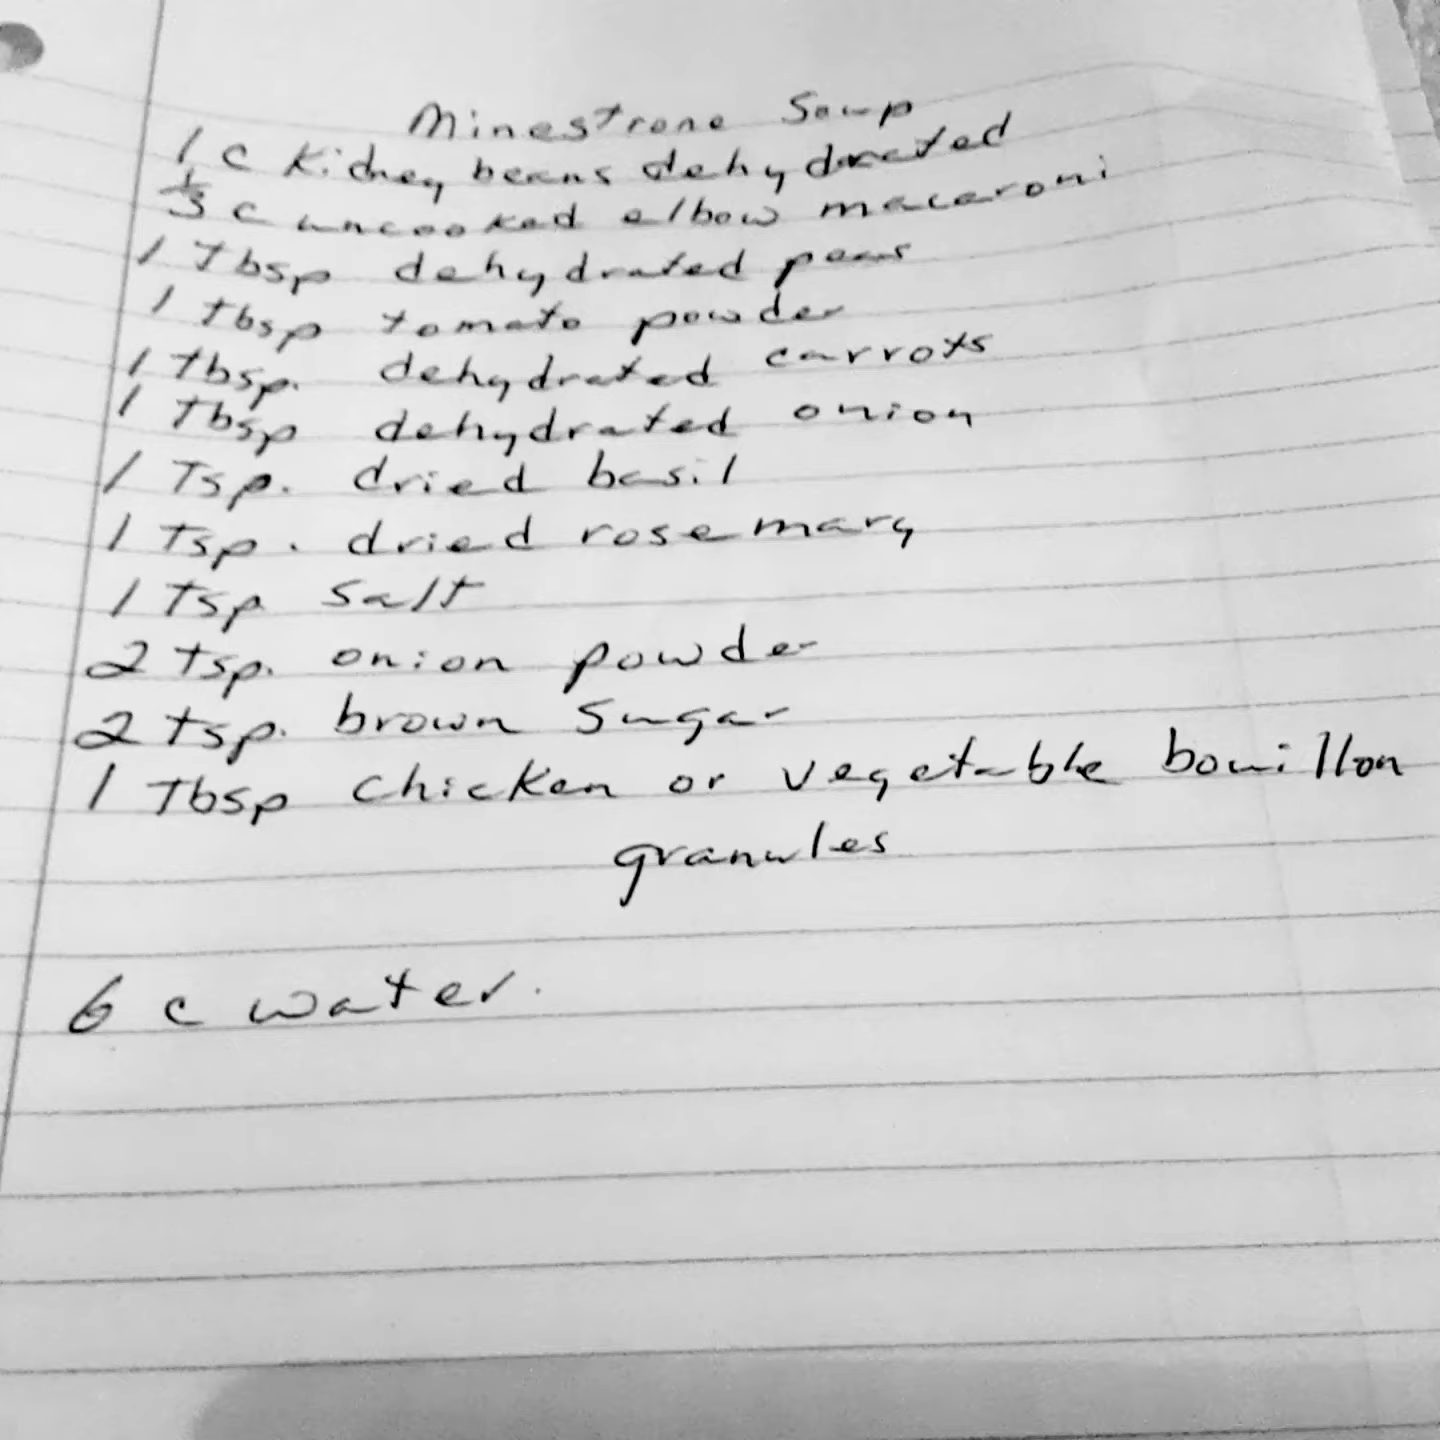 Minestrone Soup
1 c Kidney beans dehydrated
1/3 c uncooked elbow macaroni
1 Tbsp dehydrated peas
1 Tbsp tomato powder
1 Tbsp. dehydrated carrots
1 Tbsp dehydrated onion
1 Tsp. dried basil
1 Tsp. dried rosemary
1 Tsp salt
2 tsp. onion powder
2 tsp. brown Sugar
1 Tbsp chicken or vegetable bouillon
granules
6 c water.